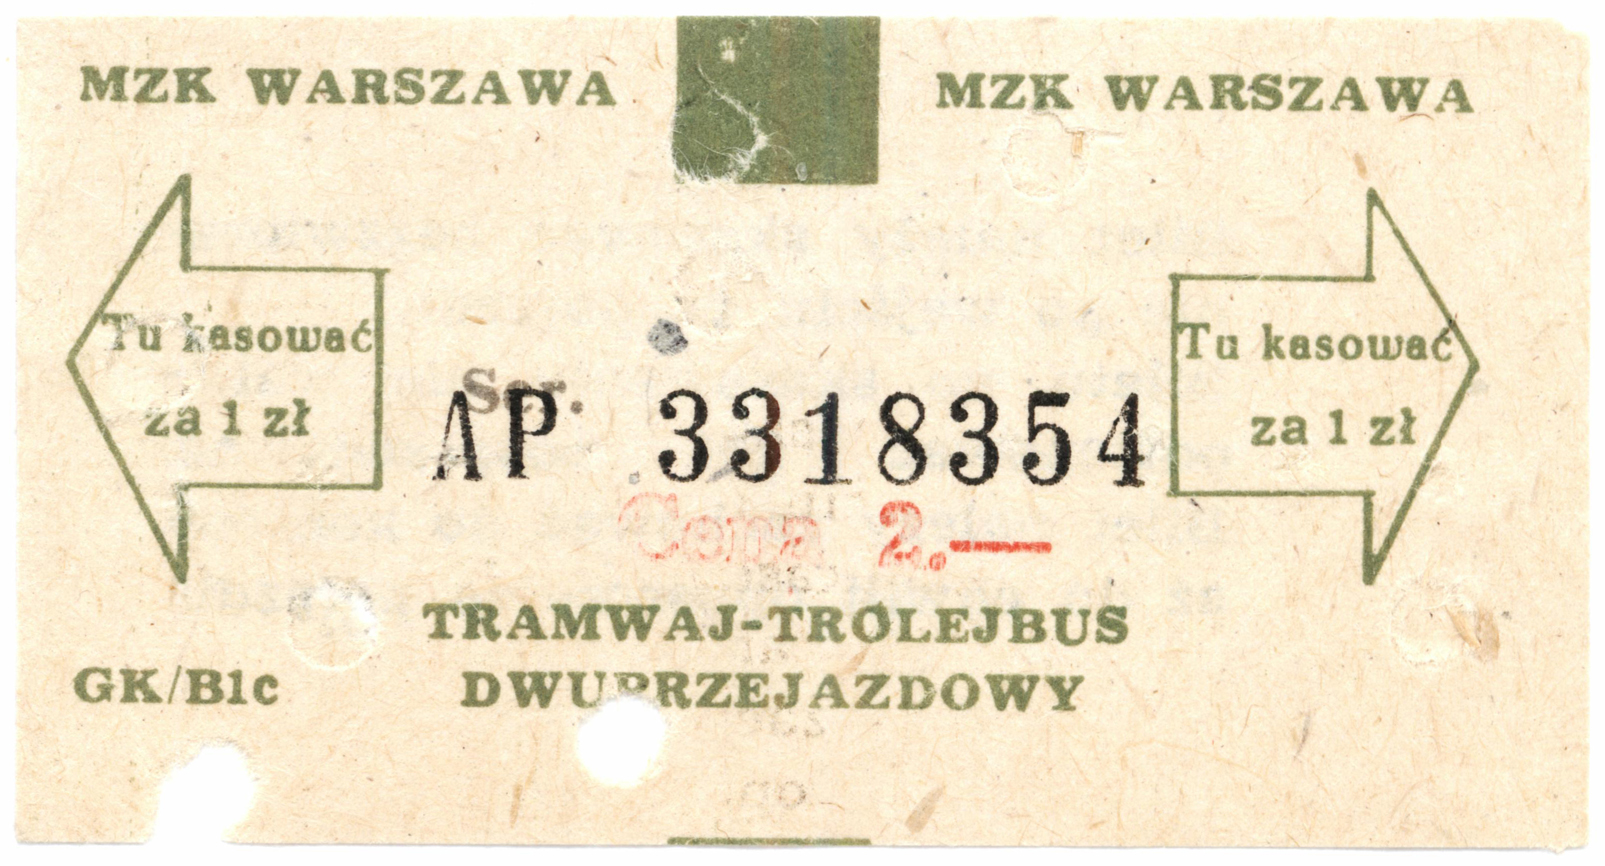 MZK WARSZAWA
MZK WARSZAWA
Tu kasować
za 1 zł
Tu kasować
za 1 zł
Ser.
AP 3318354
Cena 2.—
TRAMWAJ-TROLEJBUS
DWUPRZEJAZDOWY
GK/B1c